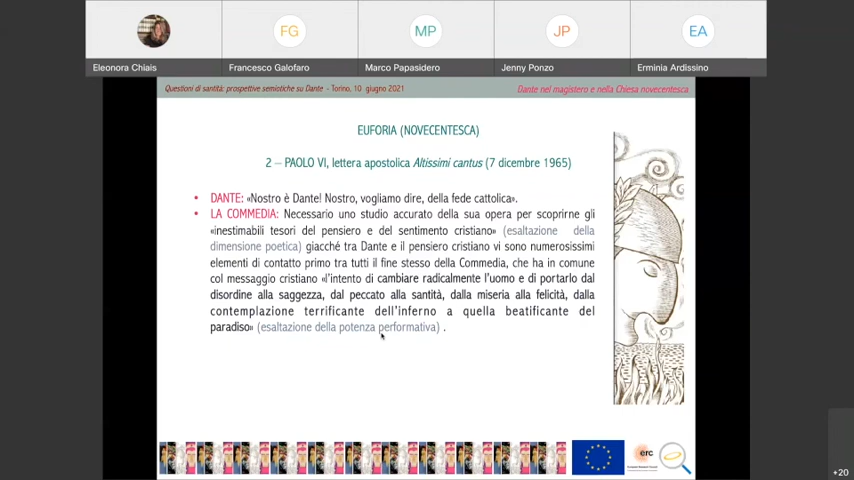 FG
MP
JP
EA
Eleonora Chiais
Francesco Galofaro
Marco Papasidero
Jenny Ponzo
Erminia Ardissino
Questioni di santità: prospettive semiotiche su Dante - Torino, 10 giugno 2021
Dante nel magistero e nella Chiesa novecentesca
EUFORIA (NOVECENTESCA)
2 – PAOLO VI, lettera apostolica Altissimi cantus (7 dicembre 1965)
• DANTE: «Nostro è Dante! Nostro, vogliamo dire, della fede cattolica».
• LA COMMEDIA: Necessario uno studio accurato della sua opera per scoprirne gli
«inestimabili tesori del pensiero e del sentimento cristiano» (esaltazione della
dimensione poetica) giacché tra Dante e il pensiero cristiano vi sono numerosissimi
elementi di contatto primo tra tutti il fine stesso della Commedia, che ha in comune
col messaggio cristiano «l'intento di cambiare radicalmente l'uomo e di portarlo dal
disordine alla saggezza, dal peccato alla santità, dalla miseria alla felicità, dalla
contemplazione terrificante dell'inferno a quella beatificante del
paradiso» (esaltazione della potenza performativa) .
erc
+20